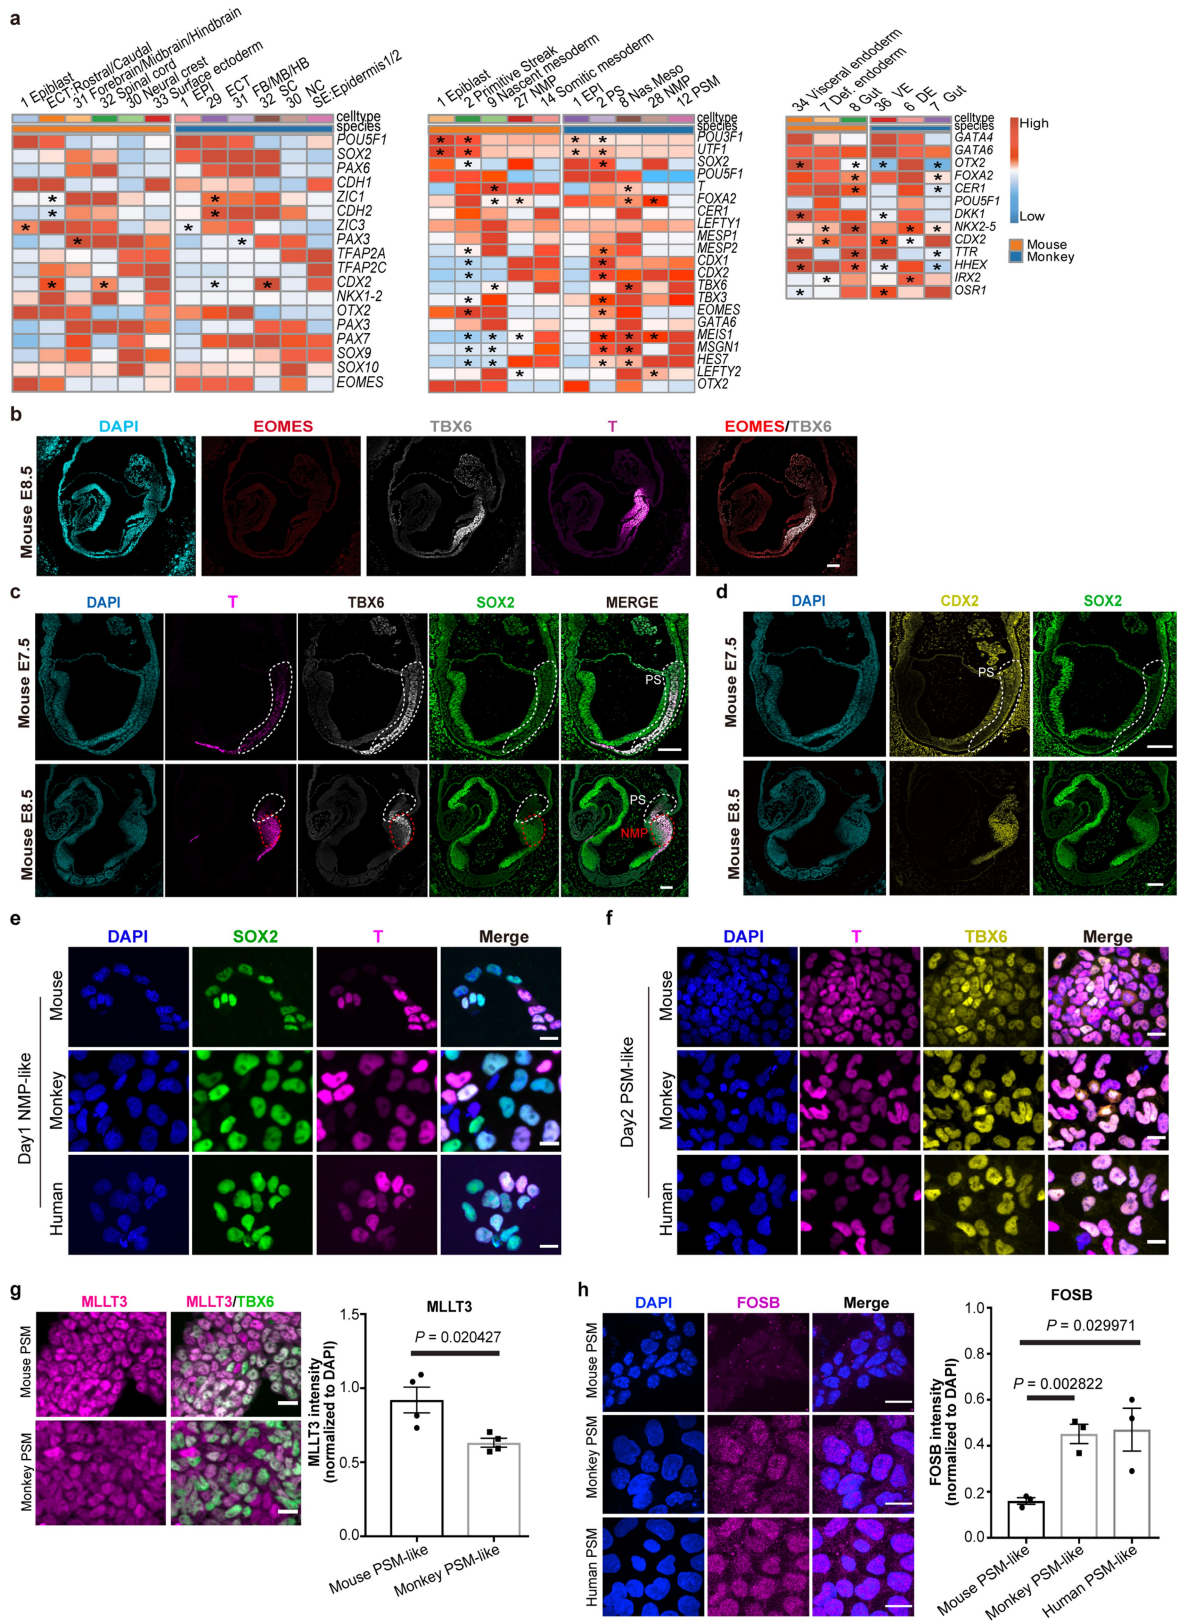 a
1 Epiblast
ECT:Rostral/Caudal
31 Forebrain/Midbrain/Hindbrain
32 Spinal cord
30 Neural crest
33 Surface ectoderm
1 EPI
29 ECT
31 FB/MB/HB
32 SC
30 NC
SE:Epidermis1/2
celltype
species
POU5F1
SOX2
PAX6
CDH1
ZIC1
CDH2
ZIC3
PAX3
TFAP2A
TFAP2C
CDX2
NKX1-2
OTX2
PAX3
PAX7
SOX9
SOX10
EOMES
1 Epiblast
2 Primitive Streak
9 Nascent mesoderm
27 NMP
14 Somitic mesoderm
1 EPI
2 PS
8 Nas.Meso
28 NMP
12 PSM
celltype
species
POU3F1
UTF1
SOX2
POU5F1
T
FOXA2
CER1
LEFTY1
MESP1
MESP2
CDX1
CDX2
TBX6
TBX3
EOMES
GATA6
MEIS1
MSGN1
HES7
LEFTY2
OTX2
34 Visceral endoderm
7 Def. endoderm
8 Gut
36 VE
6 DE
7 Gut
celltype
species
GATA4
GATA6
OTX2
FOXA2
CER1
POU5F1
DKK1
NKX2-5
CDX2
TTR
HHEX
IRX2
OSR1
High
Low
Mouse
Monkey
b
DAPI EOMES TBX6 T EOMES/TBX6
Mouse E8.5
c
DAPI T TBX6 SOX2 MERGE
Mouse E7.5
PS
Mouse E8.5
PS
NMP
d
DAPI CDX2 SOX2
Mouse E7.5
PS
Mouse E8.5
e
DAPI SOX2 T Merge
Day1 NMP-like
Mouse
Monkey
Human
f
DAPI T TBX6 Merge
Day2 PSM-like
Mouse
Monkey
Human
g
MLLT3 MLLT3/TBX6
Mouse PSM
Monkey PSM
MLLT3
P = 0.020427
MLLT3 intensity
(normalized to DAPI)
1.5
1.0
0.5
0.0
Mouse PSM-like
Monkey PSM-like
h
DAPI FOSB Merge
Mouse PSM
Monkey PSM
Human PSM
FOSB
P = 0.029971
P = 0.002822
FOSB intensity
(normalized to DAPI)
1.0
0.8
0.6
0.4
0.2
0.0
Mouse PSM-like
Monkey PSM-like
Human PSM-like